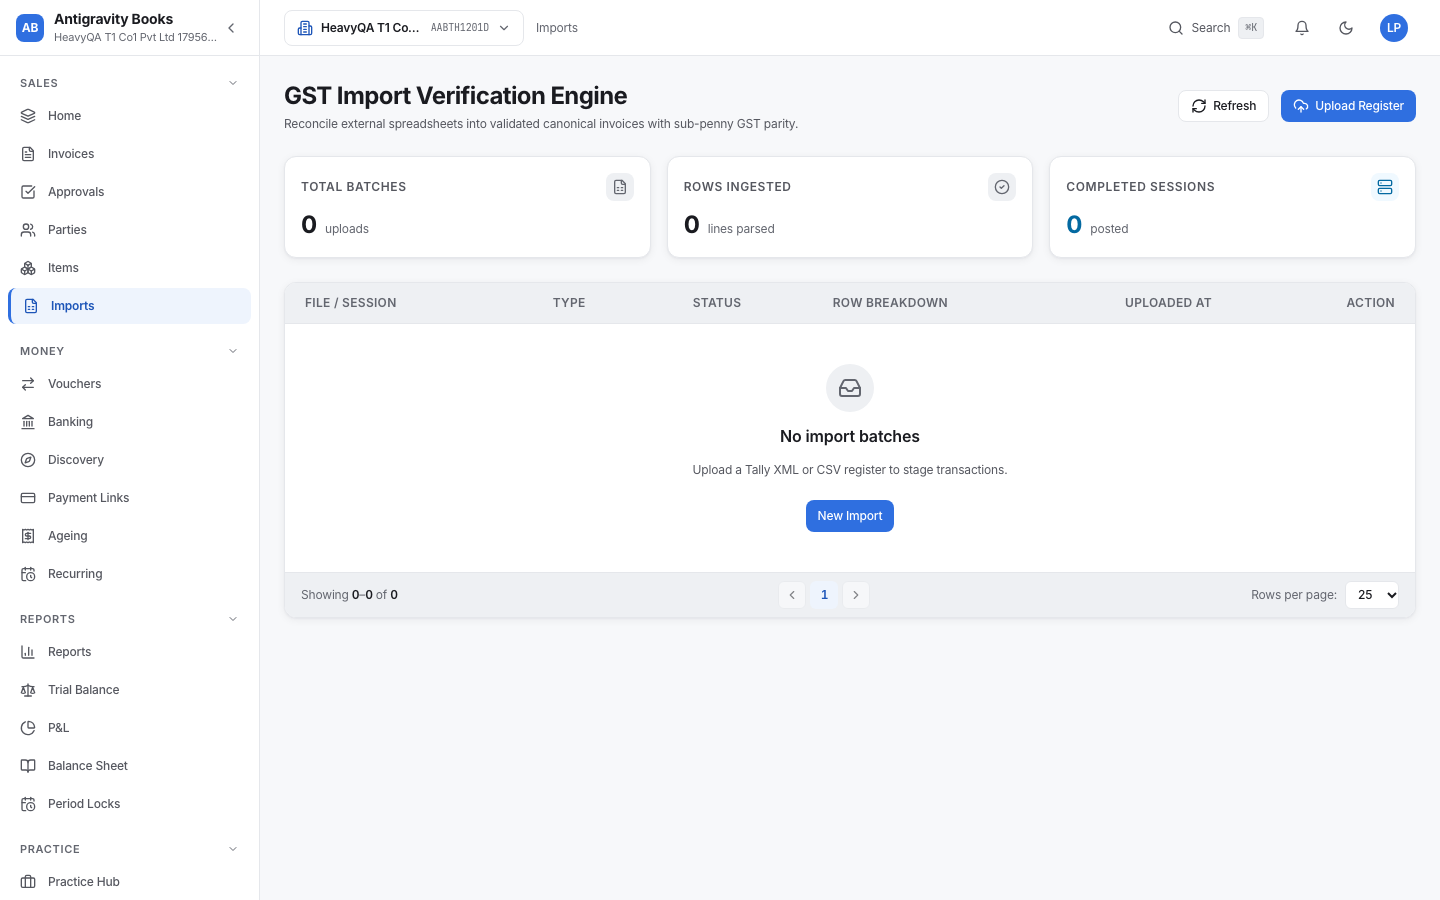 AB
Antigravity Books
HeavyQA T1 Co1 Pvt Ltd 17956...
SALES
Home
Invoices
Approvals
Parties
Items
Imports
MONEY
Vouchers
Banking
Discovery
Payment Links
Ageing
Recurring
REPORTS
Reports
Trial Balance
P&L
Balance Sheet
Period Locks
PRACTICE
Practice Hub
HeavyQA T1 Co... AABTH1201D
Imports
Search ⌘K
LP
GST Import Verification Engine
Reconcile external spreadsheets into validated canonical invoices with sub-penny GST parity.
Refresh
Upload Register
TOTAL BATCHES
0 uploads
ROWS INGESTED
0 lines parsed
COMPLETED SESSIONS
0 posted
FILE / SESSION TYPE STATUS ROW BREAKDOWN UPLOADED AT ACTION
No import batches
Upload a Tally XML or CSV register to stage transactions.
New Import
Showing 0–0 of 0
1
Rows per page: 25